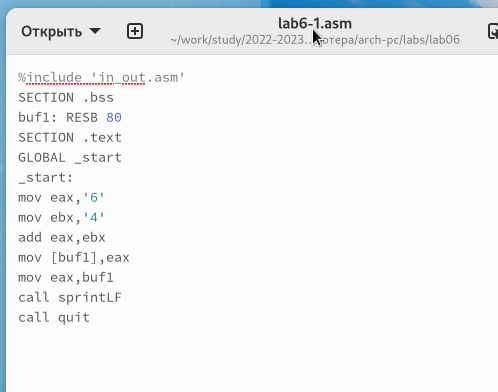 Открыть
lab6-1.asm
~/work/study/2022-2023...отера/arch-pc/labs/lab06
%include 'in_out.asm'
SECTION .bss
buf1: RESB 80
SECTION .text
GLOBAL _start
_start:
mov eax,'6'
mov ebx,'4'
add eax,ebx
mov [buf1],eax
mov eax,buf1
call sprintLF
call quit